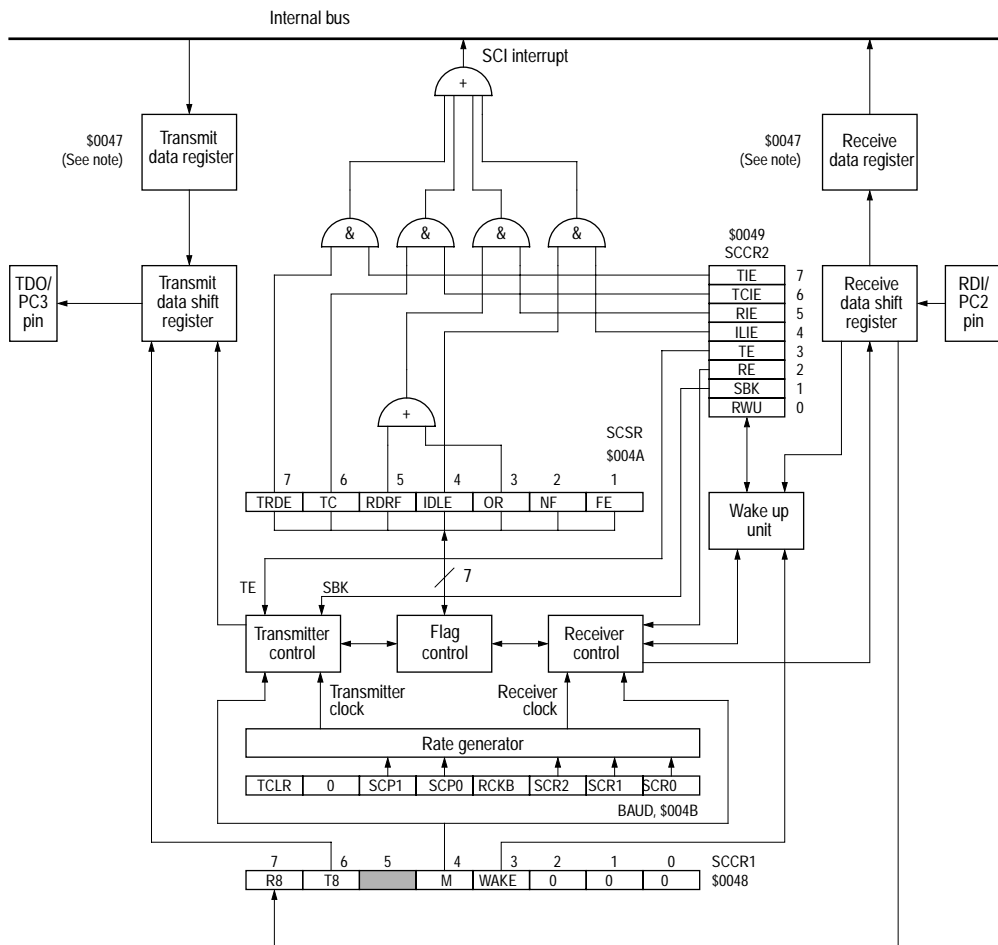 Internal bus
SCI interrupt
+
$0047
(See note)
Transmit
data register
$0047
(See note)
Receive
data register
&
&
&
&
$0049
SCCR2
TDO/
PC3
pin
Transmit
data shift
register
TIE 7
TCIE 6
RIE 5
ILIE 4
TE 3
RE 2
SBK 1
RWU 0
Receive
data shift
register
RDI/
PC2
pin
+
SCSR
$004A
7 6 5 4 3 2 1
TRDE TC RDRF IDLE OR NF FE
Wake up
unit
7
TE
SBK
Transmitter
control
Flag
control
Receiver
control
Transmitter
clock
Receiver
clock
Rate generator
TCLR 0 SCP1 SCP0 RCKB SCR2 SCR1 SCR0
BAUD, $004B
7 6 5 4 3 2 1 0 SCCR1
R8 T8 M WAKE 0 0 0 $0048